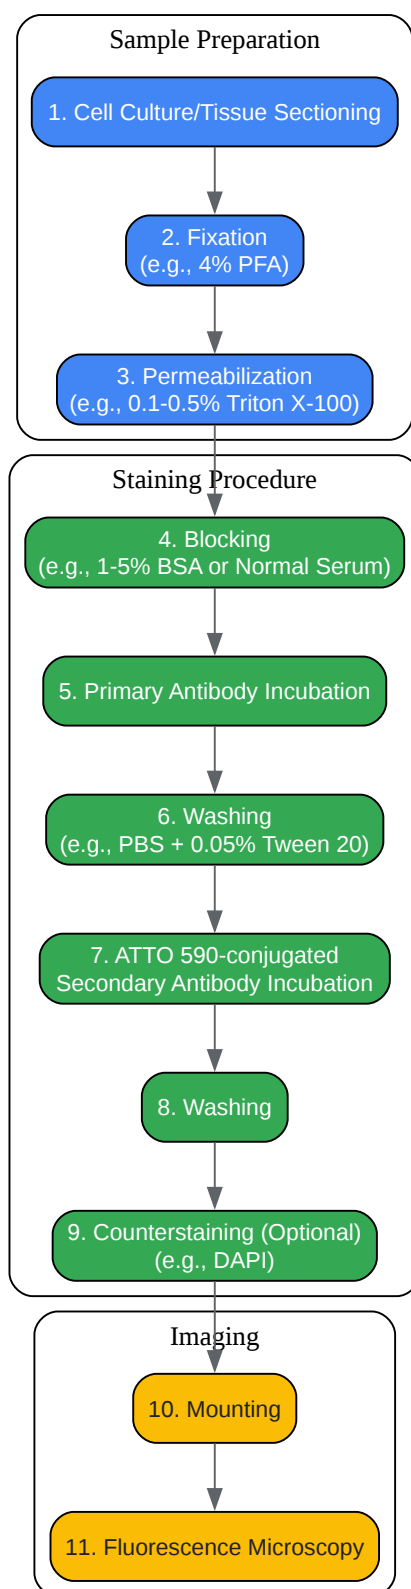 Sample Preparation
1. Cell Culture/Tissue Sectioning
2. Fixation
(e.g., 4% PFA)
3. Permeabilization
(e.g., 0.1-0.5% Triton X-100)
Staining Procedure
4. Blocking
(e.g., 1-5% BSA or Normal Serum)
5. Primary Antibody Incubation
6. Washing
(e.g., PBS + 0.05% Tween 20)
7. ATTO 590-conjugated
Secondary Antibody Incubation
8. Washing
9. Counterstaining (Optional)
(e.g., DAPI)
Imaging
10. Mounting
11. Fluorescence Microscopy